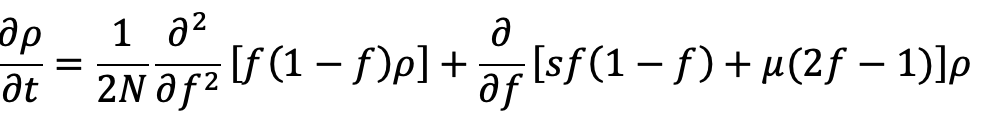 ∂ρ/∂t = 1/2N ∂²/∂f² [f(1 − f)ρ] + ∂/∂f [sf(1 − f) + μ(2f − 1)]ρ